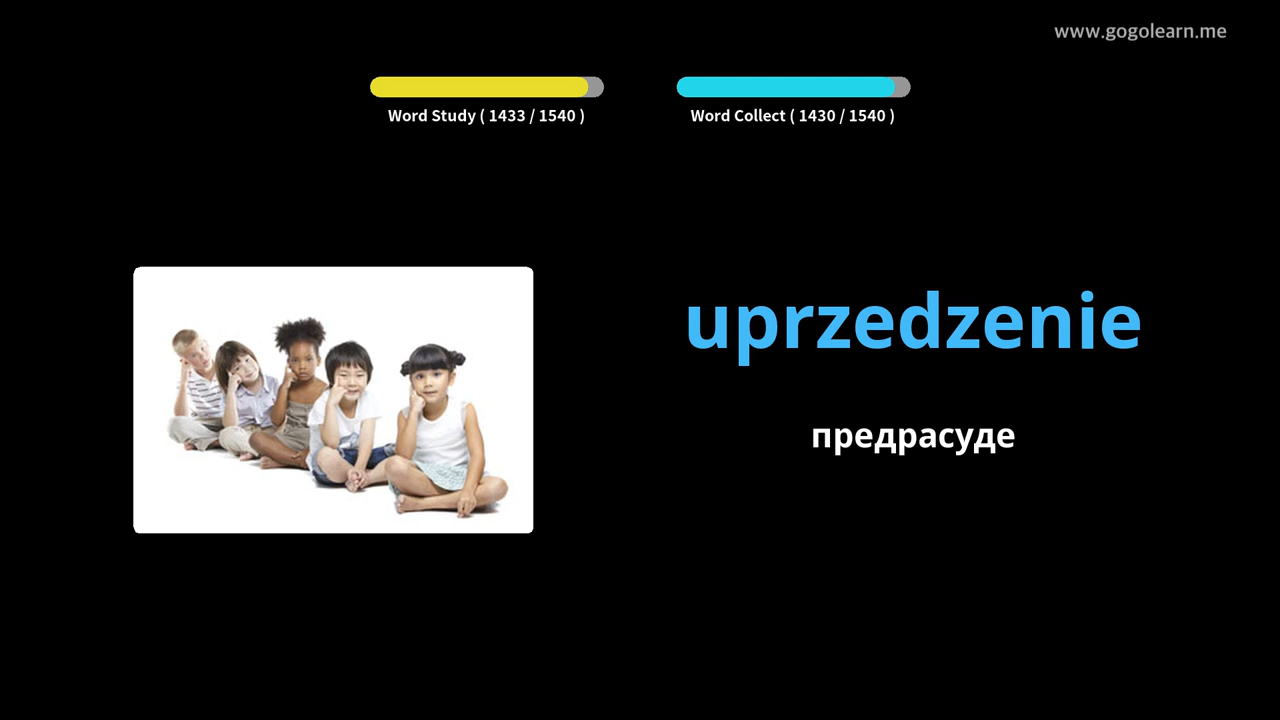 www.gogolearn.me
Word Study ( 1433 / 1540 )
Word Collect ( 1430 / 1540 )
uprzedzenie
предрасуде